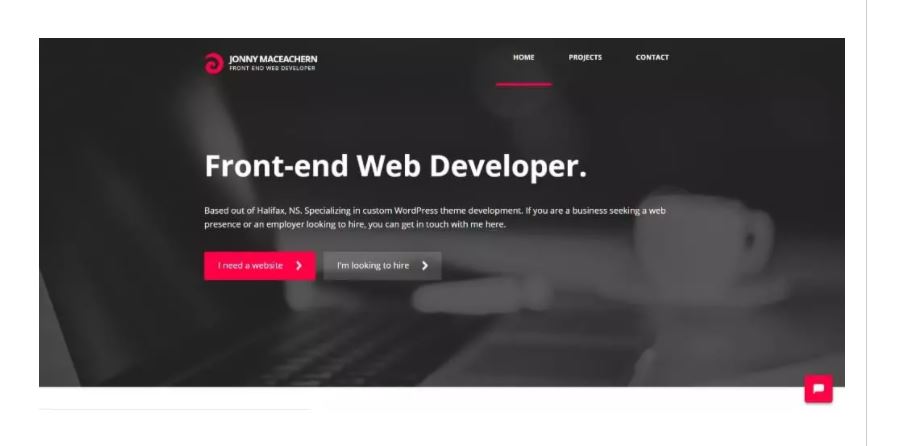 JONNY MACEACHERN
FRONT END WEB DEVELOPER
HOME
PROJECTS
CONTACT
Front-end Web Developer.
Based out of Halifax, NS. Specializing in custom WordPress theme development. If you are a business seeking a web
presence or an employer looking to hire, you can get in touch with me here.
I need a website
I'm looking to hire